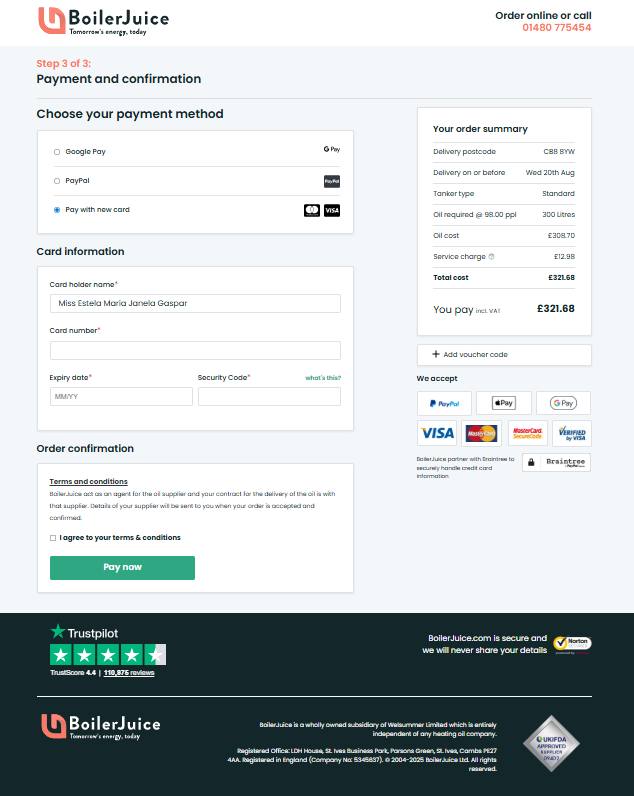 BoilerJuice
Tomorrow's energy, today
Order online or call
01480 775454
Step 3 of 3:
Payment and confirmation
Choose your payment method
Google Pay
G Pay
PayPal
PayPal
Pay with new card
VISA
Card information
Card holder name*
Miss Estela María Janela Gaspar
Card number*
Expiry date*
Security Code*
what's this?
MM/YY
Order confirmation
Terms and conditions
BoilerJuice act as an agent for the oil supplier and your contract for the delivery of the oil is with
that supplier. Details of your supplier will be sent to you when your order is accepted and
confirmed.
I agree to your terms & conditions
Pay now
Your order summary
Delivery postcode CB8 8YW
Delivery on or before Wed 20th Aug
Tanker type Standard
Oil required @ 98.00 ppl 300 Litres
Oil cost £308.70
Service charge £12.98
Total cost £321.68
You pay incl. VAT £321.68
+ Add voucher code
We accept
PayPal
Pay
G Pay
VISA
MasterCard
MasterCard.
SecureCode.
VERIFIED
by VISA
BoilerJuice partner with Braintree to
securely handle credit card
information
Braintree
Trustpilot
TrustScore 4.4 | 110,875 reviews
BoilerJuice.com is secure and
we will never share your details
Norton
BoilerJuice
Tomorrow's energy, today
BoilerJuice is a wholly owned subsidiary of Welsummer Limited which is entirely
independent of any heating oil company.
Registered Office: LDH House, St. Ives Business Park, Parsons Green, St. Ives, Cambs PE27
4AA. Registered in England (Company No: 5345637). © 2004-2025 BoilerJuice Ltd. All rights
reserved.
UKIFDA
APPROVED
SUPPLIER